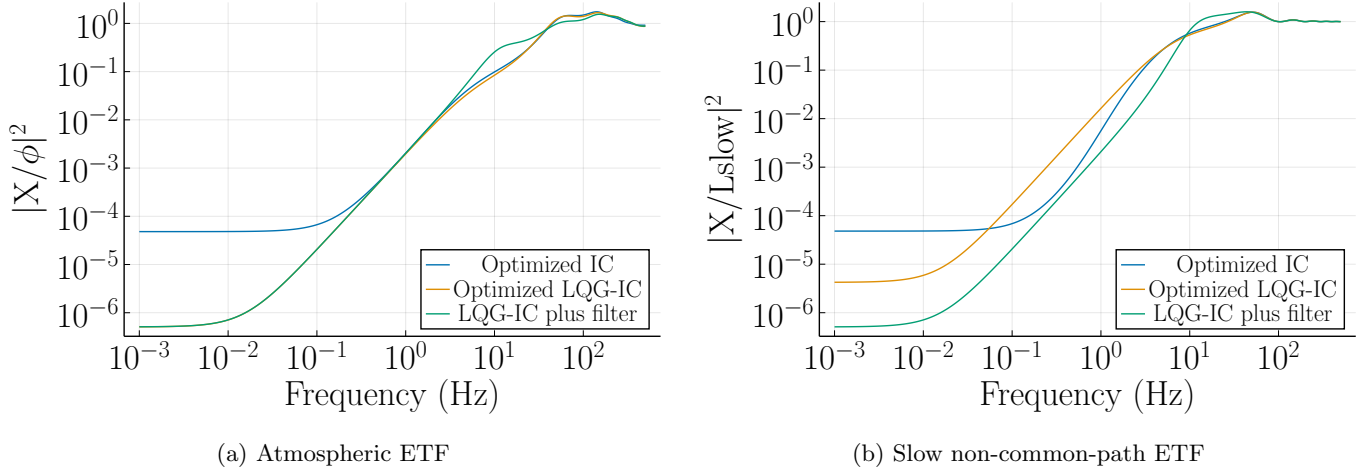 |X/ϕ|²
10⁰
10⁻¹
10⁻²
10⁻³
10⁻⁴
10⁻⁵
10⁻⁶
Optimized IC
Optimized LQG-IC
LQG-IC plus filter
10⁻³ 10⁻² 10⁻¹ 10⁰ 10¹ 10²
Frequency (Hz)
(a) Atmospheric ETF
|X/Lslow|²
10⁰
10⁻¹
10⁻²
10⁻³
10⁻⁴
10⁻⁵
10⁻⁶
Optimized IC
Optimized LQG-IC
LQG-IC plus filter
10⁻³ 10⁻² 10⁻¹ 10⁰ 10¹ 10²
Frequency (Hz)
(b) Slow non-common-path ETF